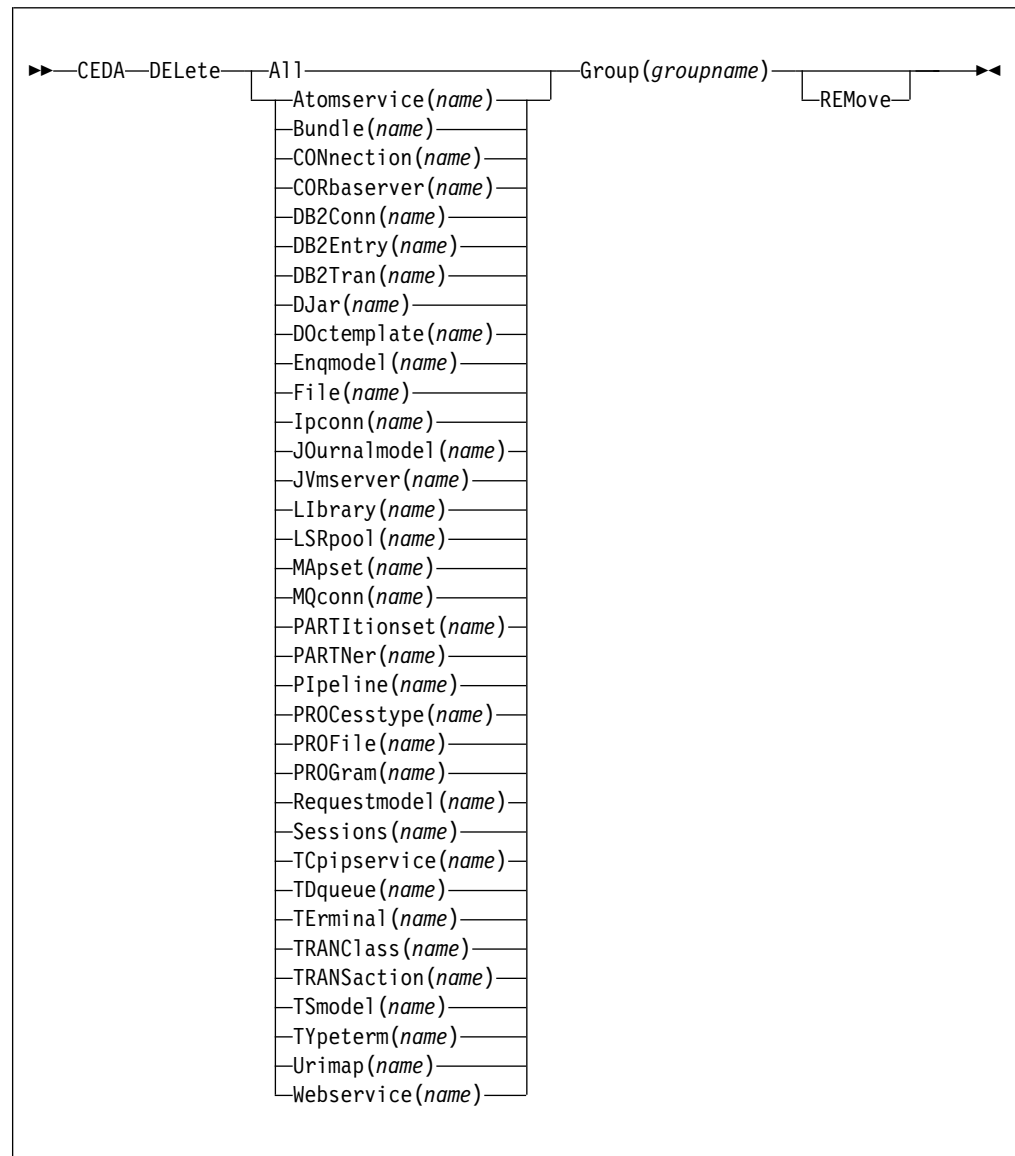 CEDA DELete All Group(groupname)
Atomservice(name) REMove
Bundle(name)
CONnection(name)
CORbaserver(name)
DB2Conn(name)
DB2Entry(name)
DB2Tran(name)
DJar(name)
DOctemplate(name)
Enqmodel(name)
File(name)
Ipconn(name)
JOurnalmodel(name)
JVmserver(name)
LIbrary(name)
LSRpool(name)
MApset(name)
MQconn(name)
PARTItionset(name)
PARTNer(name)
PIpeline(name)
PROCesstype(name)
PROFile(name)
PROGram(name)
Requestmodel(name)
Sessions(name)
TCpipservice(name)
TDqueue(name)
TErminal(name)
TRANClass(name)
TRANSaction(name)
TSmodel(name)
TYpeterm(name)
Urimap(name)
Webservice(name)